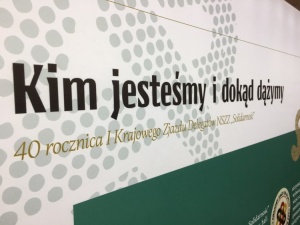 Kim jesteśmy i dokąd dążymy
40 rocznica I Krajowego Zjazdu Delegatów NSZZ „Solidarność”